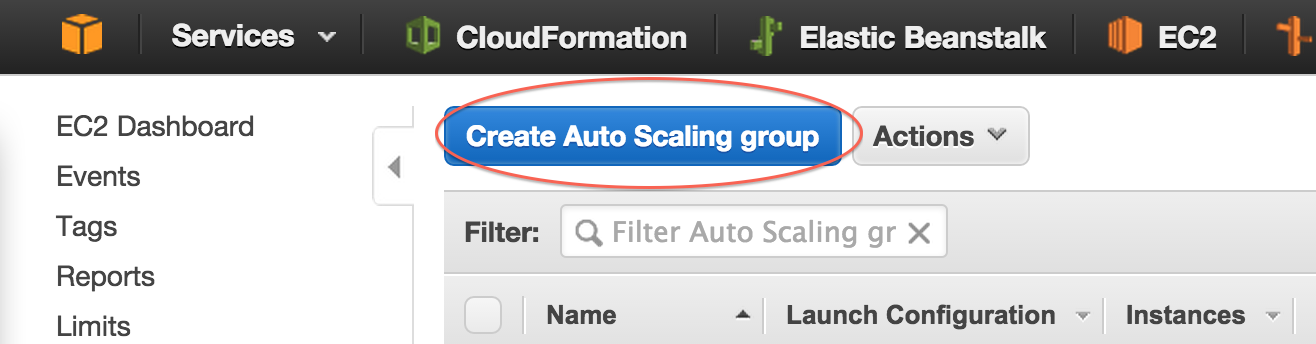 Services
CloudFormation
Elastic Beanstalk
EC2
EC2 Dashboard
Events
Tags
Reports
Limits
Create Auto Scaling group
Actions
Filter:
Filter Auto Scaling gr
Name
Launch Configuration
Instances